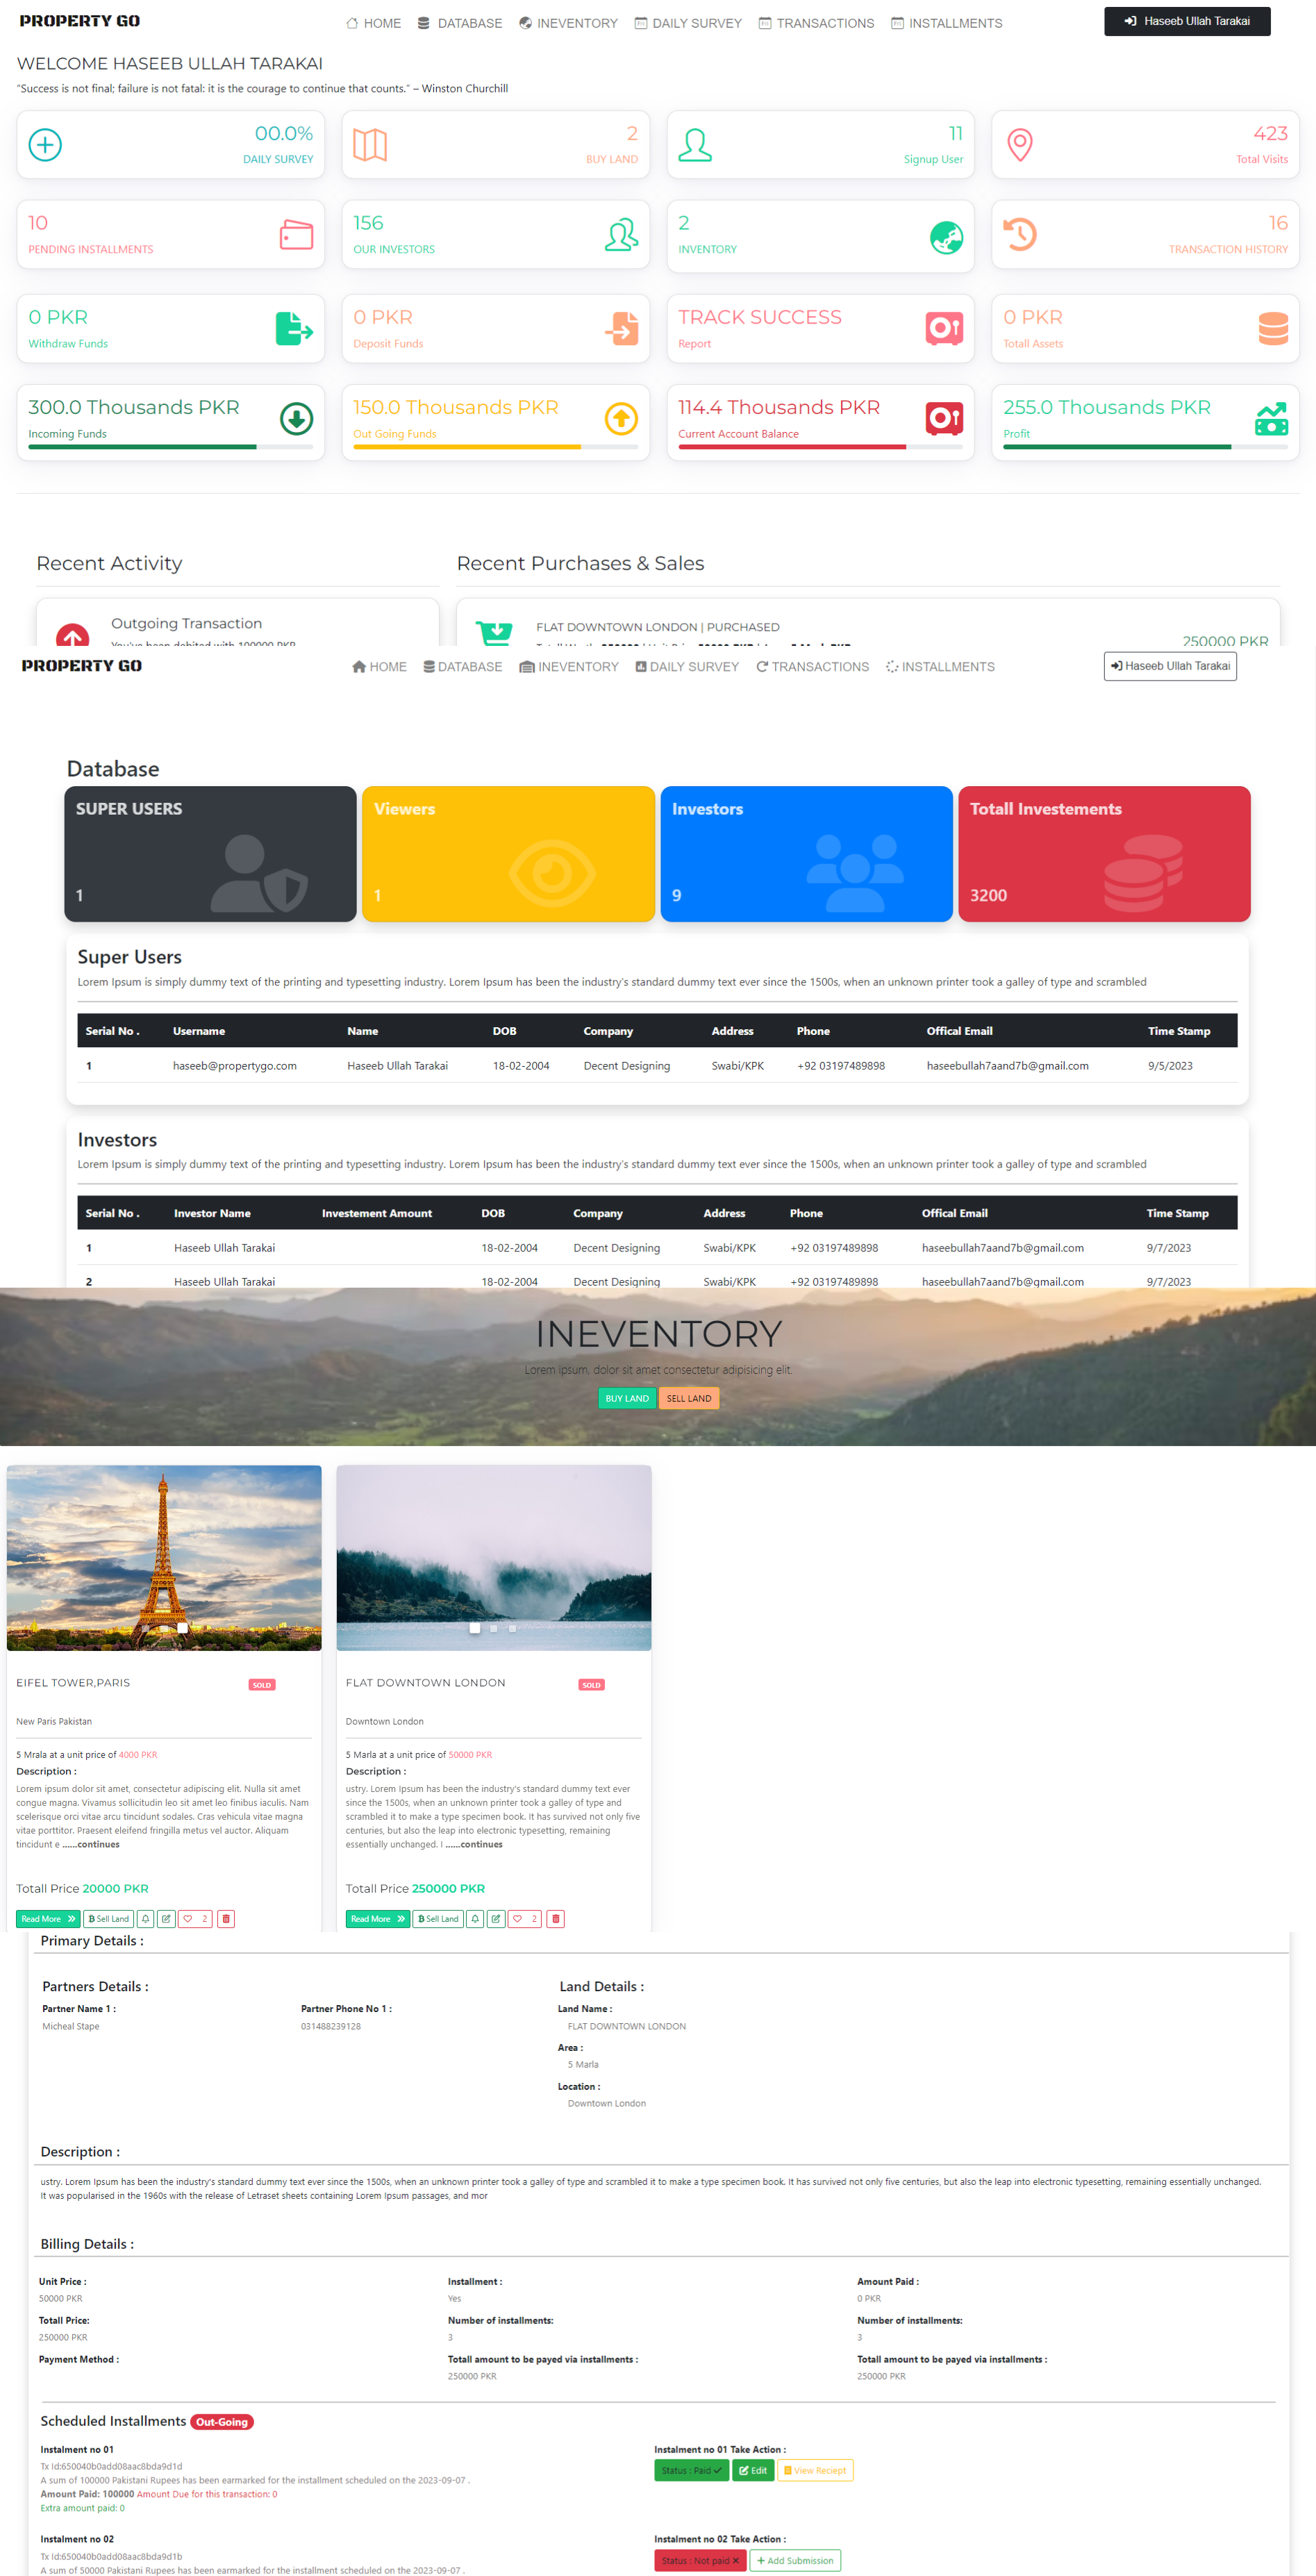 PROPERTY GO
HOME DATABASE INEVENTORY DAILY SURVEY TRANSACTIONS INSTALLMENTS
Haseeb Ullah Tarakai
WELCOME HASEEB ULLAH TARAKAI
“Success is not final; failure is not fatal: it is the courage to continue that counts.” – Winston Churchill
00.0%
DAILY SURVEY
2
BUY LAND
11
Signup User
423
Total Visits
10
PENDING INSTALLMENTS
156
OUR INVESTORS
2
INVENTORY
16
TRANSACTION HISTORY
0 PKR
Withdraw Funds
0 PKR
Deposit Funds
TRACK SUCCESS
Report
0 PKR
Totall Assets
300.0 Thousands PKR
Incoming Funds
150.0 Thousands PKR
Out Going Funds
114.4 Thousands PKR
Current Account Balance
255.0 Thousands PKR
Profit
Recent Activity
Recent Purchases & Sales
Outgoing Transaction
You've been debited with 100000 PKR
FLAT DOWNTOWN LONDON | PURCHASED
250000 PKR
PROPERTY GO
HOME DATABASE INEVENTORY DAILY SURVEY TRANSACTIONS INSTALLMENTS
Haseeb Ullah Tarakai
Database
SUPER USERS
1
Viewers
1
Investors
9
Totall Investements
3200
Super Users
Lorem Ipsum is simply dummy text of the printing and typesetting industry. Lorem Ipsum has been the industry's standard dummy text ever since the 1500s, when an unknown printer took a galley of type and scrambled
Serial No . Username Name DOB Company Address Phone Offical Email Time Stamp
1 haseeb@propertygo.com Haseeb Ullah Tarakai 18-02-2004 Decent Designing Swabi/KPK +92 03197489898 haseebullah7aand7b@gmail.com 9/5/2023
Investors
Lorem Ipsum is simply dummy text of the printing and typesetting industry. Lorem Ipsum has been the industry's standard dummy text ever since the 1500s, when an unknown printer took a galley of type and scrambled
Serial No . Investor Name Investement Amount DOB Company Address Phone Offical Email Time Stamp
1 Haseeb Ullah Tarakai 18-02-2004 Decent Designing Swabi/KPK +92 03197489898 haseebullah7aand7b@gmail.com 9/7/2023
2 Haseeb Ullah Tarakai 18-02-2004 Decent Designing Swabi/KPK +92 03197489898 haseebullah7aand7b@gmail.com 9/7/2023
INEVENTORY
Lorem ipsum, dolor sit amet consectetur adipisicing elit.
BUY LAND SELL LAND
EIFEL TOWER,PARIS SOLD
New Paris Pakistan
5 Mrala at a unit price of 4000 PKR
Description :
Lorem ipsum dolor sit amet, consectetur adipiscing elit. Nulla sit amet
congue magna. Vivamus sollicitudin leo sit amet leo finibus iaculis. Nam
scelerisque orci vitae arcu tincidunt sodales. Cras vehicula vitae magna
vitae porttitor. Praesent eleifend fringilla metus vel auctor. Aliquam
tincidunt e ......continues
Totall Price 20000 PKR
Read More Sell Land 2
FLAT DOWNTOWN LONDON SOLD
Downtown London
5 Marla at a unit price of 50000 PKR
Description :
ustry. Lorem Ipsum has been the industry's standard dummy text ever
since the 1500s, when an unknown printer took a galley of type and
scrambled it to make a type specimen book. It has survived not only five
centuries, but also the leap into electronic typesetting, remaining
essentially unchanged. I ......continues
Totall Price 250000 PKR
Read More Sell Land 2
Primary Details :
Partners Details :
Partner Name 1 : Partner Phone No 1 :
Micheal Stape 031488239128
Land Details :
Land Name :
FLAT DOWNTOWN LONDON
Area :
5 Marla
Location :
Downtown London
Description :
ustry. Lorem Ipsum has been the industry's standard dummy text ever since the 1500s, when an unknown printer took a galley of type and scrambled it to make a type specimen book. It has survived not only five centuries, but also the leap into electronic typesetting, remaining essentially unchanged.
It was popularised in the 1960s with the release of Letraset sheets containing Lorem Ipsum passages, and mor
Billing Details :
Unit Price : Installment : Amount Paid :
50000 PKR Yes 0 PKR
Totall Price: Number of installments: Number of installments:
250000 PKR 3 3
Payment Method : Totall amount to be payed via installments : Totall amount to be payed via installments :
250000 PKR 250000 PKR
Scheduled Installments Out-Going
Instalment no 01
Tx Id:650040b0add08aac8bda9d1d
A sum of 100000 Pakistani Rupees has been earmarked for the installment scheduled on the 2023-09-07 .
Amount Paid: 100000 Amount Due for this transaction: 0
Extra amount paid: 0
Instalment no 01 Take Action :
Status : Paid Edit View Reciept
Instalment no 02
Tx Id:650040b0add08aac8bda9d1b
A sum of 50000 Pakistani Rupees has been earmarked for the installment scheduled on the 2023-09-07 .
Instalment no 02 Take Action :
Status : Not paid Add Submission